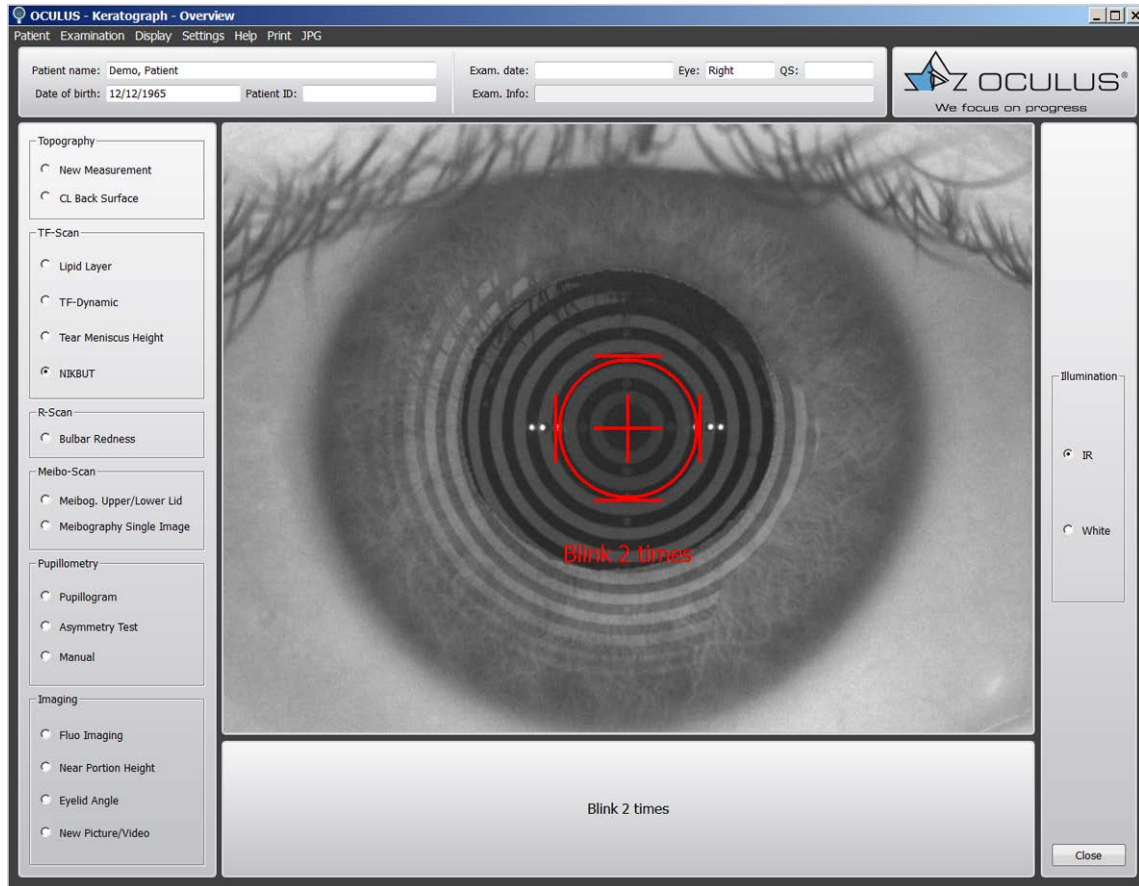 OCULUS - Keratograph - Overview
Patient Examination Display Settings Help Print JPG
Patient name: Demo, Patient
Date of birth: 12/12/1965 Patient ID:
Exam. date: Eye: Right QS:
Exam. Info:
OCULUS®
We focus on progress
Topography
New Measurement
CL Back Surface
TF-Scan
Lipid Layer
TF-Dynamic
Tear Meniscus Height
NIKBUT
R-Scan
Bulbar Redness
Meibo-Scan
Meibog. Upper/Lower Lid
Meibography Single Image
Pupillometry
Pupillogram
Asymmetry Test
Manual
Imaging
Fluo Imaging
Near Portion Height
Eyelid Angle
New Picture/Video
Blink 2 times
Blink 2 times
Illumination
IR
White
Close